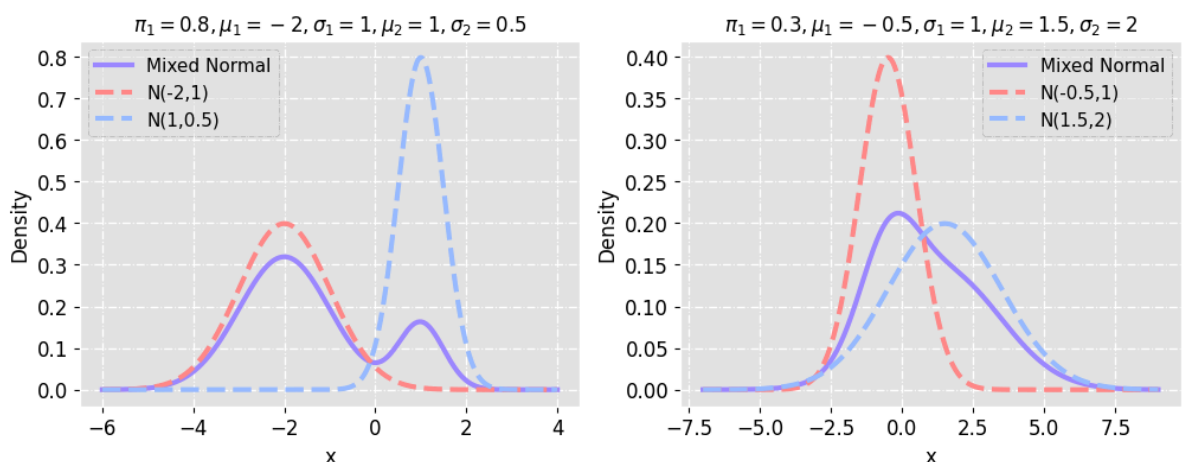 π₁ = 0.8, μ₁ = −2, σ₁ = 1, μ₂ = 1, σ₂ = 0.5
Mixed Normal
N(-2,1)
N(1,0.5)
Density
0.8
0.7
0.6
0.5
0.4
0.3
0.2
0.1
0.0
−6
−4
−2
0
2
4
x
π₁ = 0.3, μ₁ = −0.5, σ₁ = 1, μ₂ = 1.5, σ₂ = 2
Mixed Normal
N(-0.5,1)
N(1.5,2)
Density
0.40
0.35
0.30
0.25
0.20
0.15
0.10
0.05
0.00
−7.5
−5.0
−2.5
0.0
2.5
5.0
7.5
x